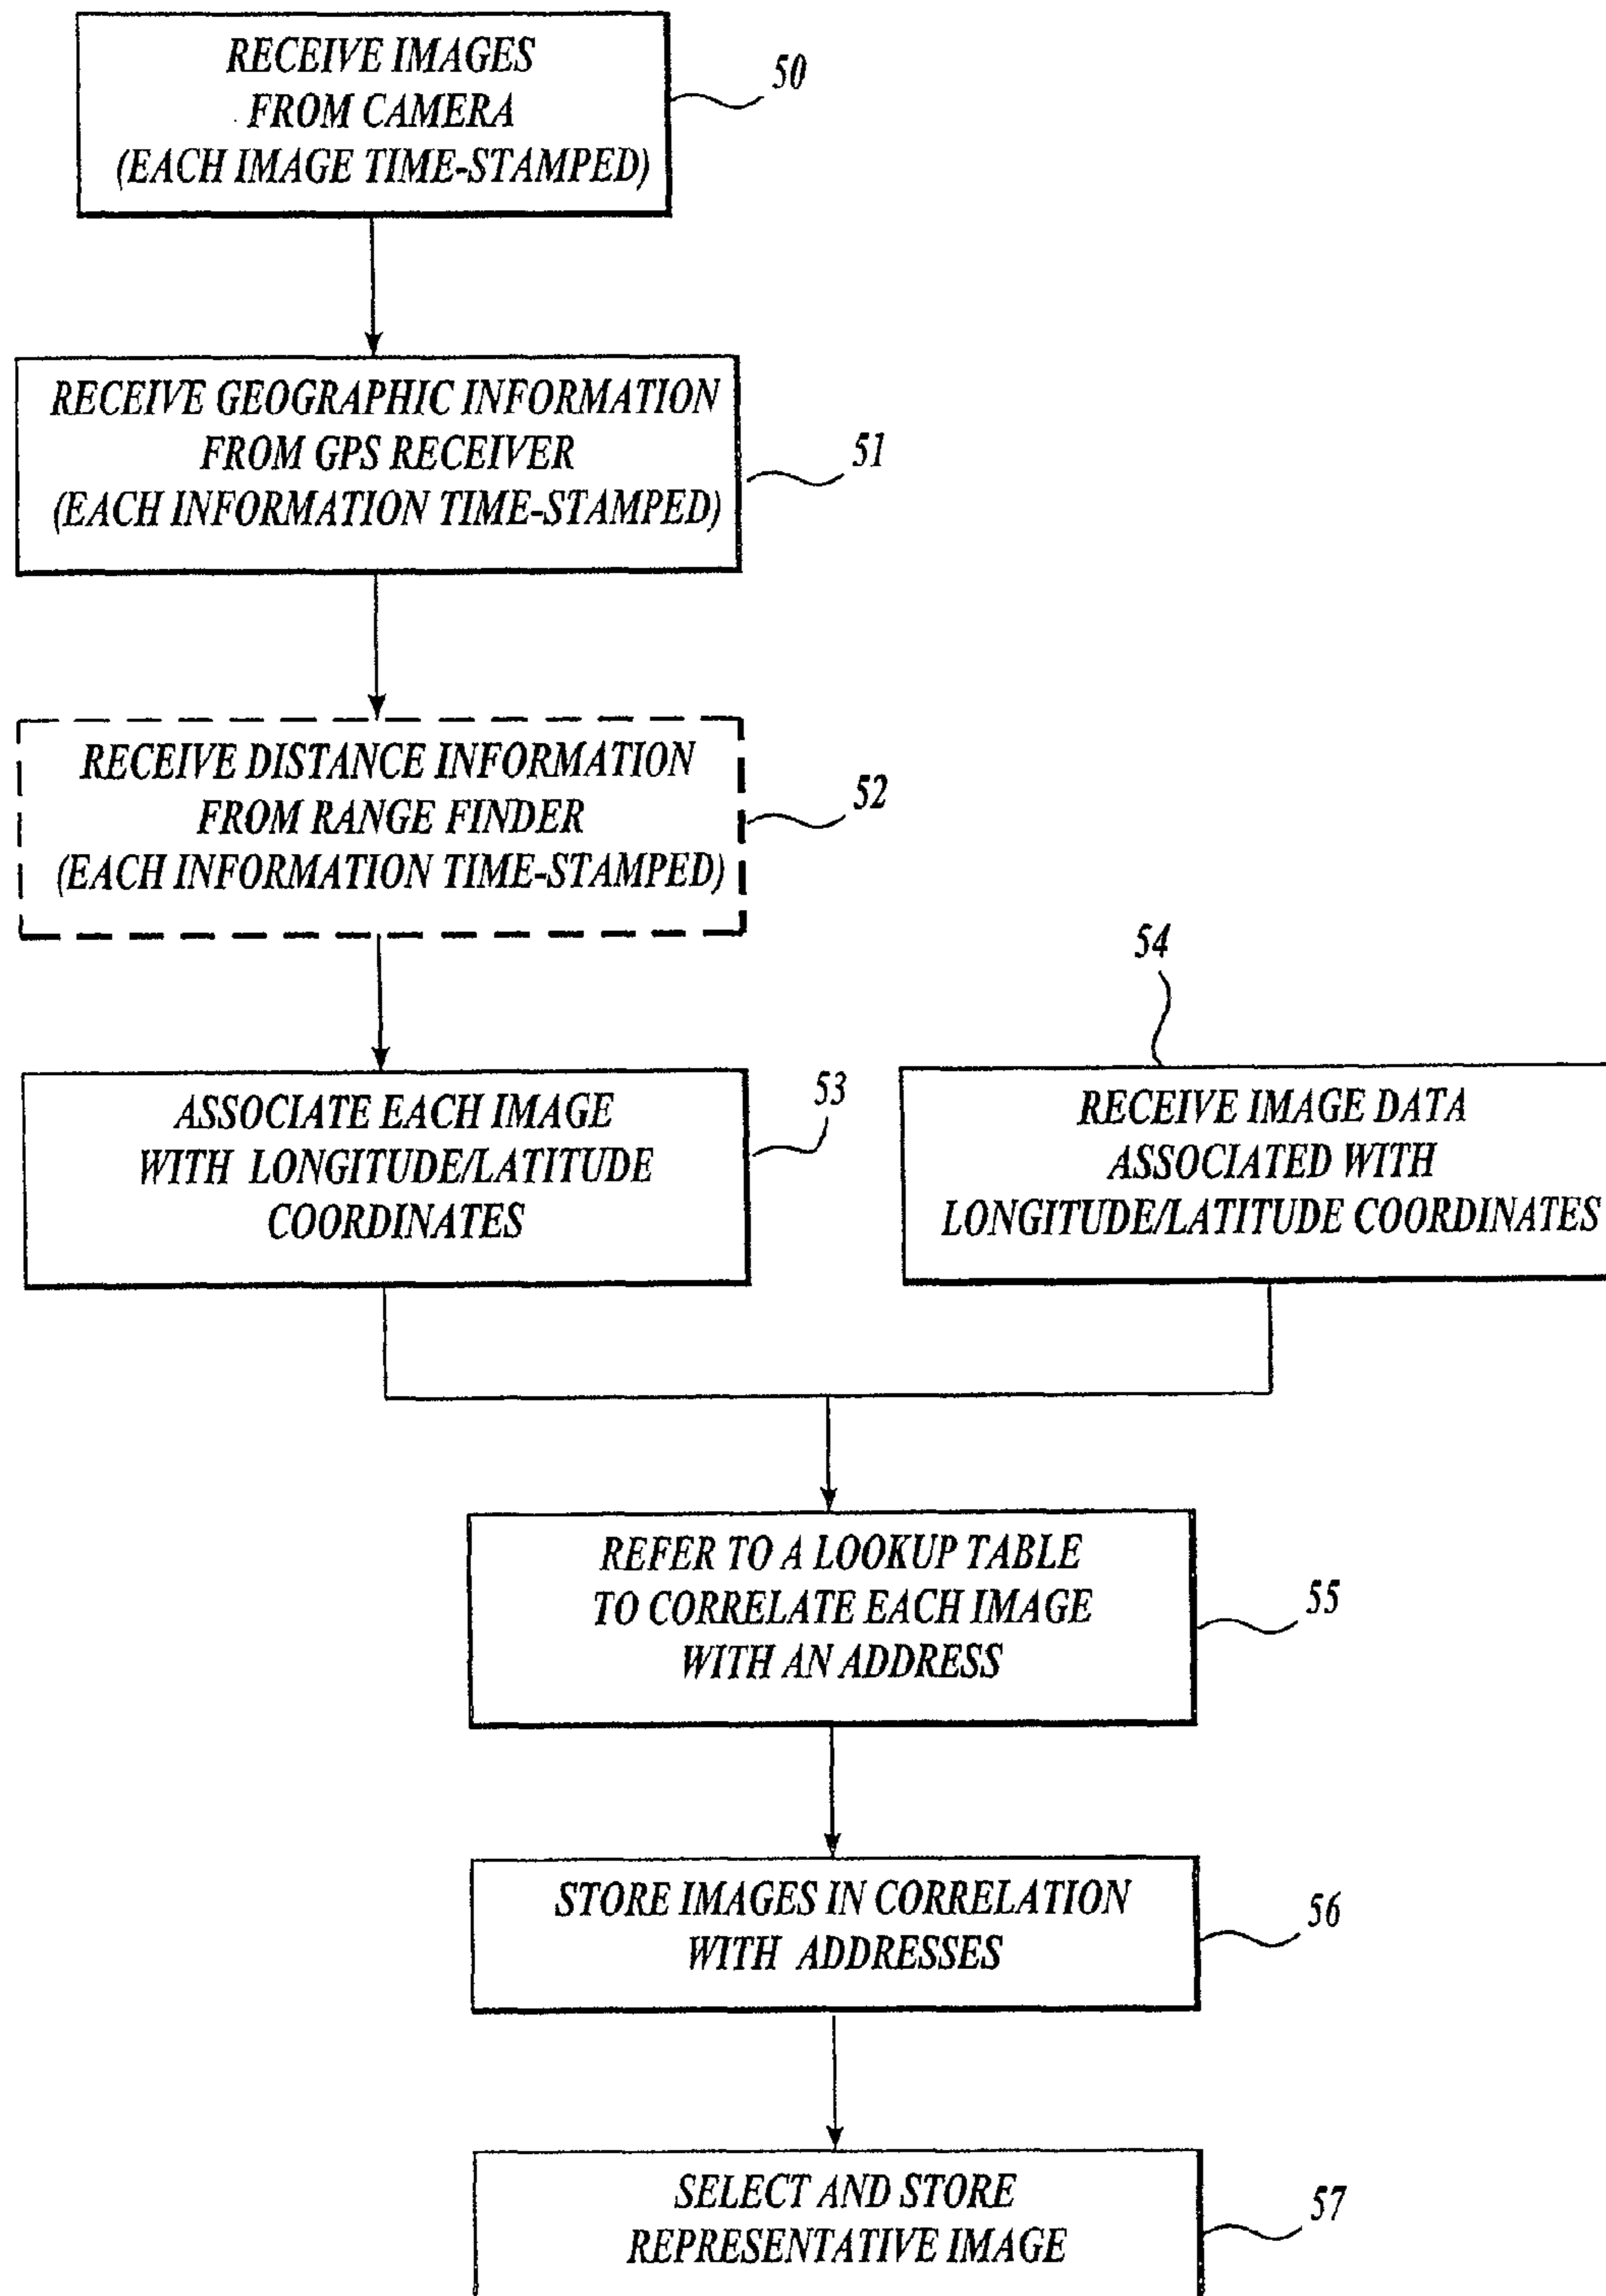 RECEIVE IMAGES
FROM CAMERA
(EACH IMAGE TIME-STAMPED)
50
RECEIVE GEOGRAPHIC INFORMATION
FROM GPS RECEIVER
(EACH INFORMATION TIME-STAMPED)
51
RECEIVE DISTANCE INFORMATION
FROM RANGE FINDER
(EACH INFORMATION TIME-STAMPED)
52
ASSOCIATE EACH IMAGE
WITH LONGITUDE/LATITUDE
COORDINATES
53
54
RECEIVE IMAGE DATA
ASSOCIATED WITH
LONGITUDE/LATITUDE COORDINATES
REFER TO A LOOKUP TABLE
TO CORRELATE EACH IMAGE
WITH AN ADDRESS
55
STORE IMAGES IN CORRELATION
WITH ADDRESSES
56
SELECT AND STORE
REPRESENTATIVE IMAGE
57